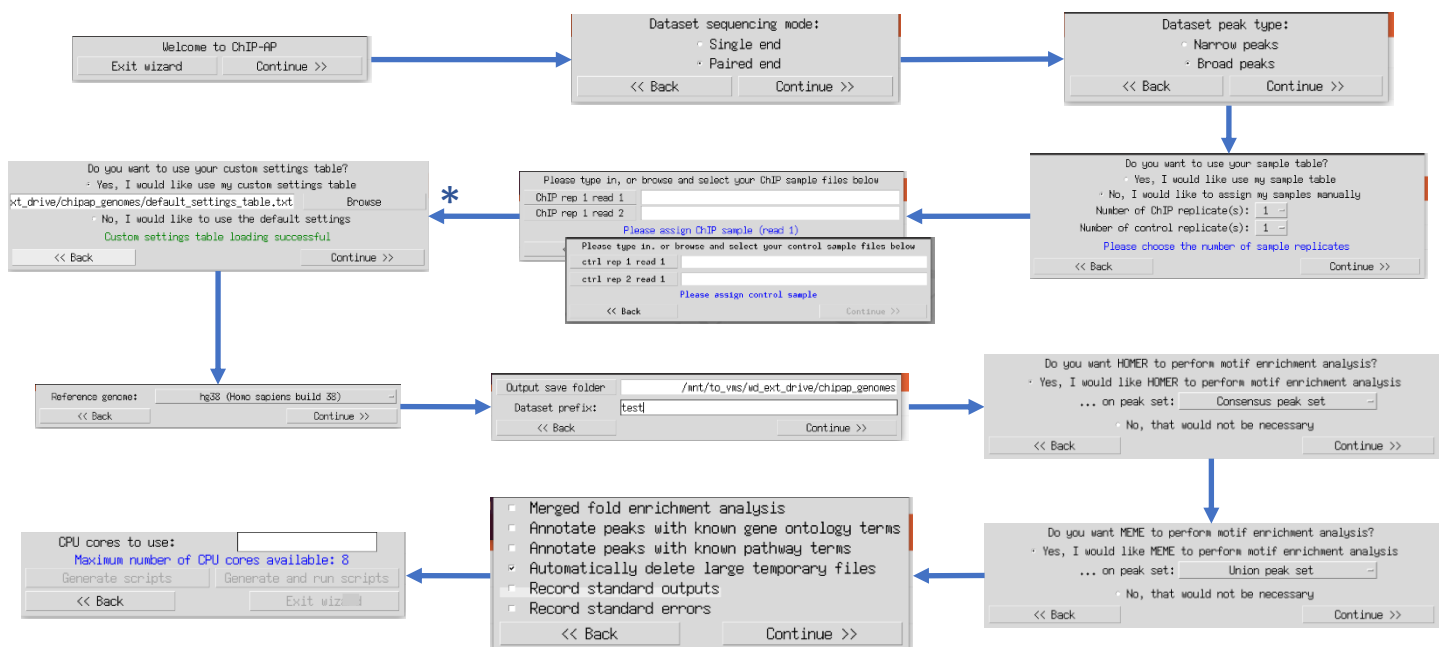 Welcome to ChIP-AP
Exit wizard
Continue >>
Dataset sequencing mode:
Single end
Paired end
<< Back
Continue >>
Dataset peak type:
Narrow peaks
Broad peaks
<< Back
Continue >>
Do you want to use your sample table?
Yes, I would like use my sample table
No, I would like to assign my samples manually
Number of ChIP replicate(s): 1
Number of control replicate(s): 1
Please choose the number of sample replicates
<< Back
Continue >>
Please type in, or browse and select your ChIP sample files below
ChIP rep 1 read 1
ChIP rep 1 read 2
Please assign ChIP sample (read 1)
Please type in, or browse and select your control sample files below
ctrl rep 1 read 1
ctrl rep 2 read 1
Please assign control sample
<< Back
Continue >>
*
Do you want to use your custom settings table?
Yes, I would like use my custom settings table
xt_drive/chipap_genomes/default_settings_table.txt
Browse
No, I would like to use the default settings
Custom settings table loading successful
<< Back
Continue >>
Reference genome: hg38 (Homo sapiens build 38)
<< Back
Continue >>
Output save folder /mnt/to_vms/wd_ext_drive/chipap_genomes
Dataset prefix: test
<< Back
Continue >>
Do you want HOMER to perform motif enrichment analysis?
Yes, I would like HOMER to perform motif enrichment analysis
... on peak set: Consensus peak set
No, that would not be necessary
<< Back
Continue >>
Do you want MEME to perform motif enrichment analysis?
Yes, I would like MEME to perform motif enrichment analysis
... on peak set: Union peak set
No, that would not be necessary
<< Back
Continue >>
Merged fold enrichment analysis
Annotate peaks with known gene ontology terms
Annotate peaks with known pathway terms
Automatically delete large temporary files
Record standard outputs
Record standard errors
<< Back
Continue >>
CPU cores to use:
Maximum number of CPU cores available: 8
Generate scripts
Generate and run scripts
<< Back
Exit